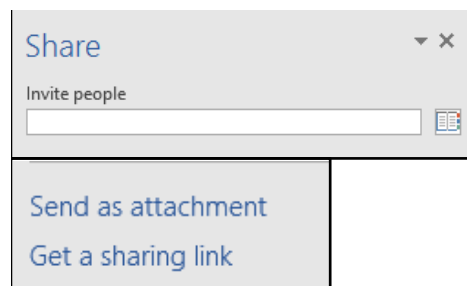 Share
Invite people
Send as attachment
Get a sharing link